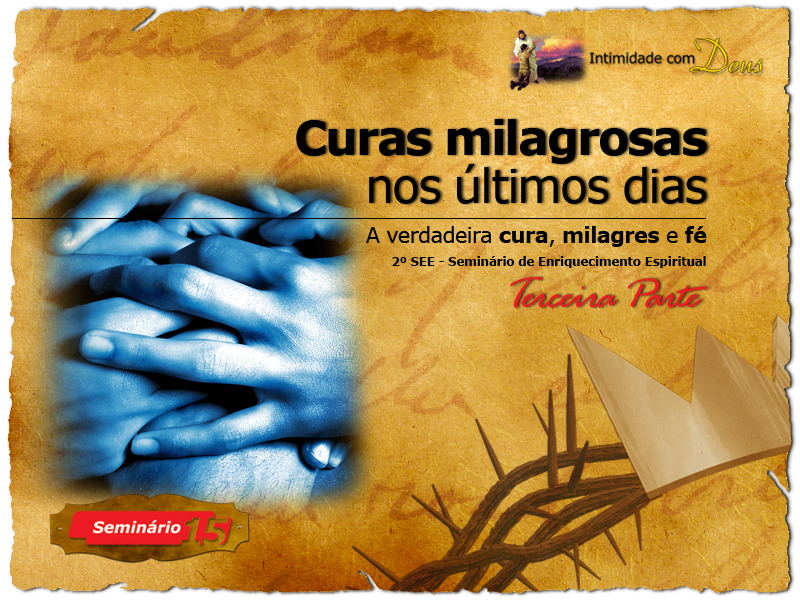 Intimidade com Deus
Curas milagrosas
nos últimos dias
A verdadeira cura, milagres e fé
2º SEE - Seminário de Enriquecimento Espiritual
Terceira Parte
Seminário 15